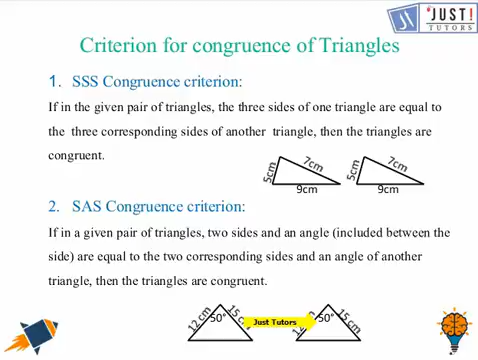 JUST!
TUTORS
Criterion for congruence of Triangles
1. SSS Congruence criterion:
If in the given pair of triangles, the three sides of one triangle are equal to
the three corresponding sides of another triangle, then the triangles are
congruent.
5cm 7cm 5cm 7cm
9cm 9cm
2. SAS Congruence criterion:
If in a given pair of triangles, two sides and an angle (included between the
side) are equal to the two corresponding sides and an angle of another
triangle, then the triangles are congruent.
12 cm 50° 15 cm 50° 15 cm
Just Tutors